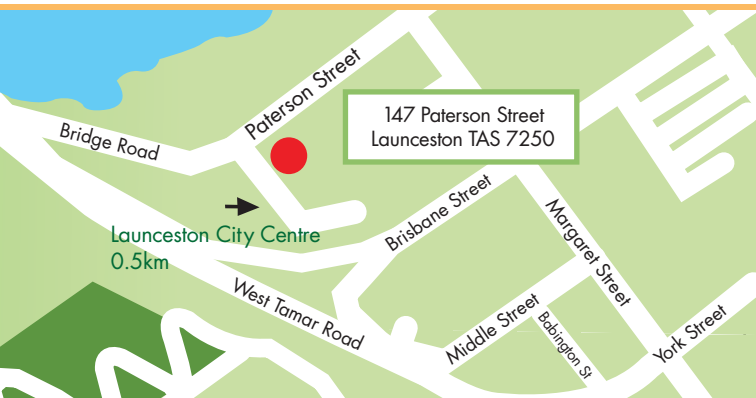 Paterson Street
147 Paterson Street
Launceston TAS 7250
Bridge Road
Brisbane Street
Margaret Street
Launceston City Centre
0.5km
West Tamar Road
Middle Street
Babington St
York Street